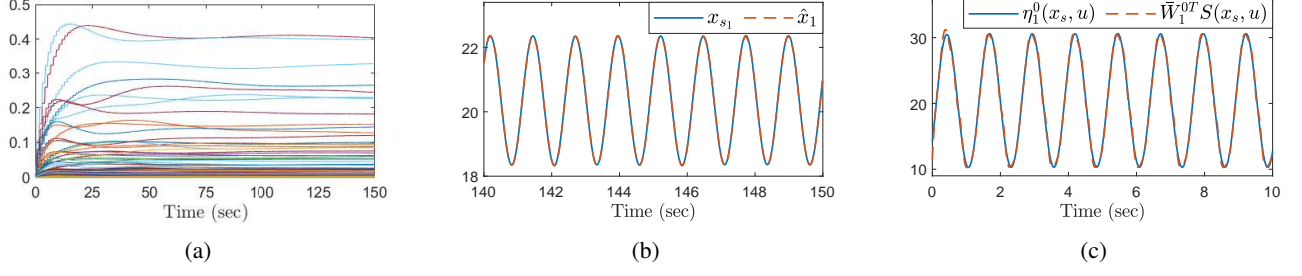 0.5
0.4
0.3
0.2
0.1
0
0 25 50 75 100 125 150
Time (sec)
(a)
x_{s_1} \hat{x}_1
22
20
18
140 142 144 146 148 150
Time (sec)
(b)
η_1^0(x_s, u) \bar{W}_1^{0T} S(x_s, u)
30
20
10
0 2 4 6 8 10
Time (sec)
(c)